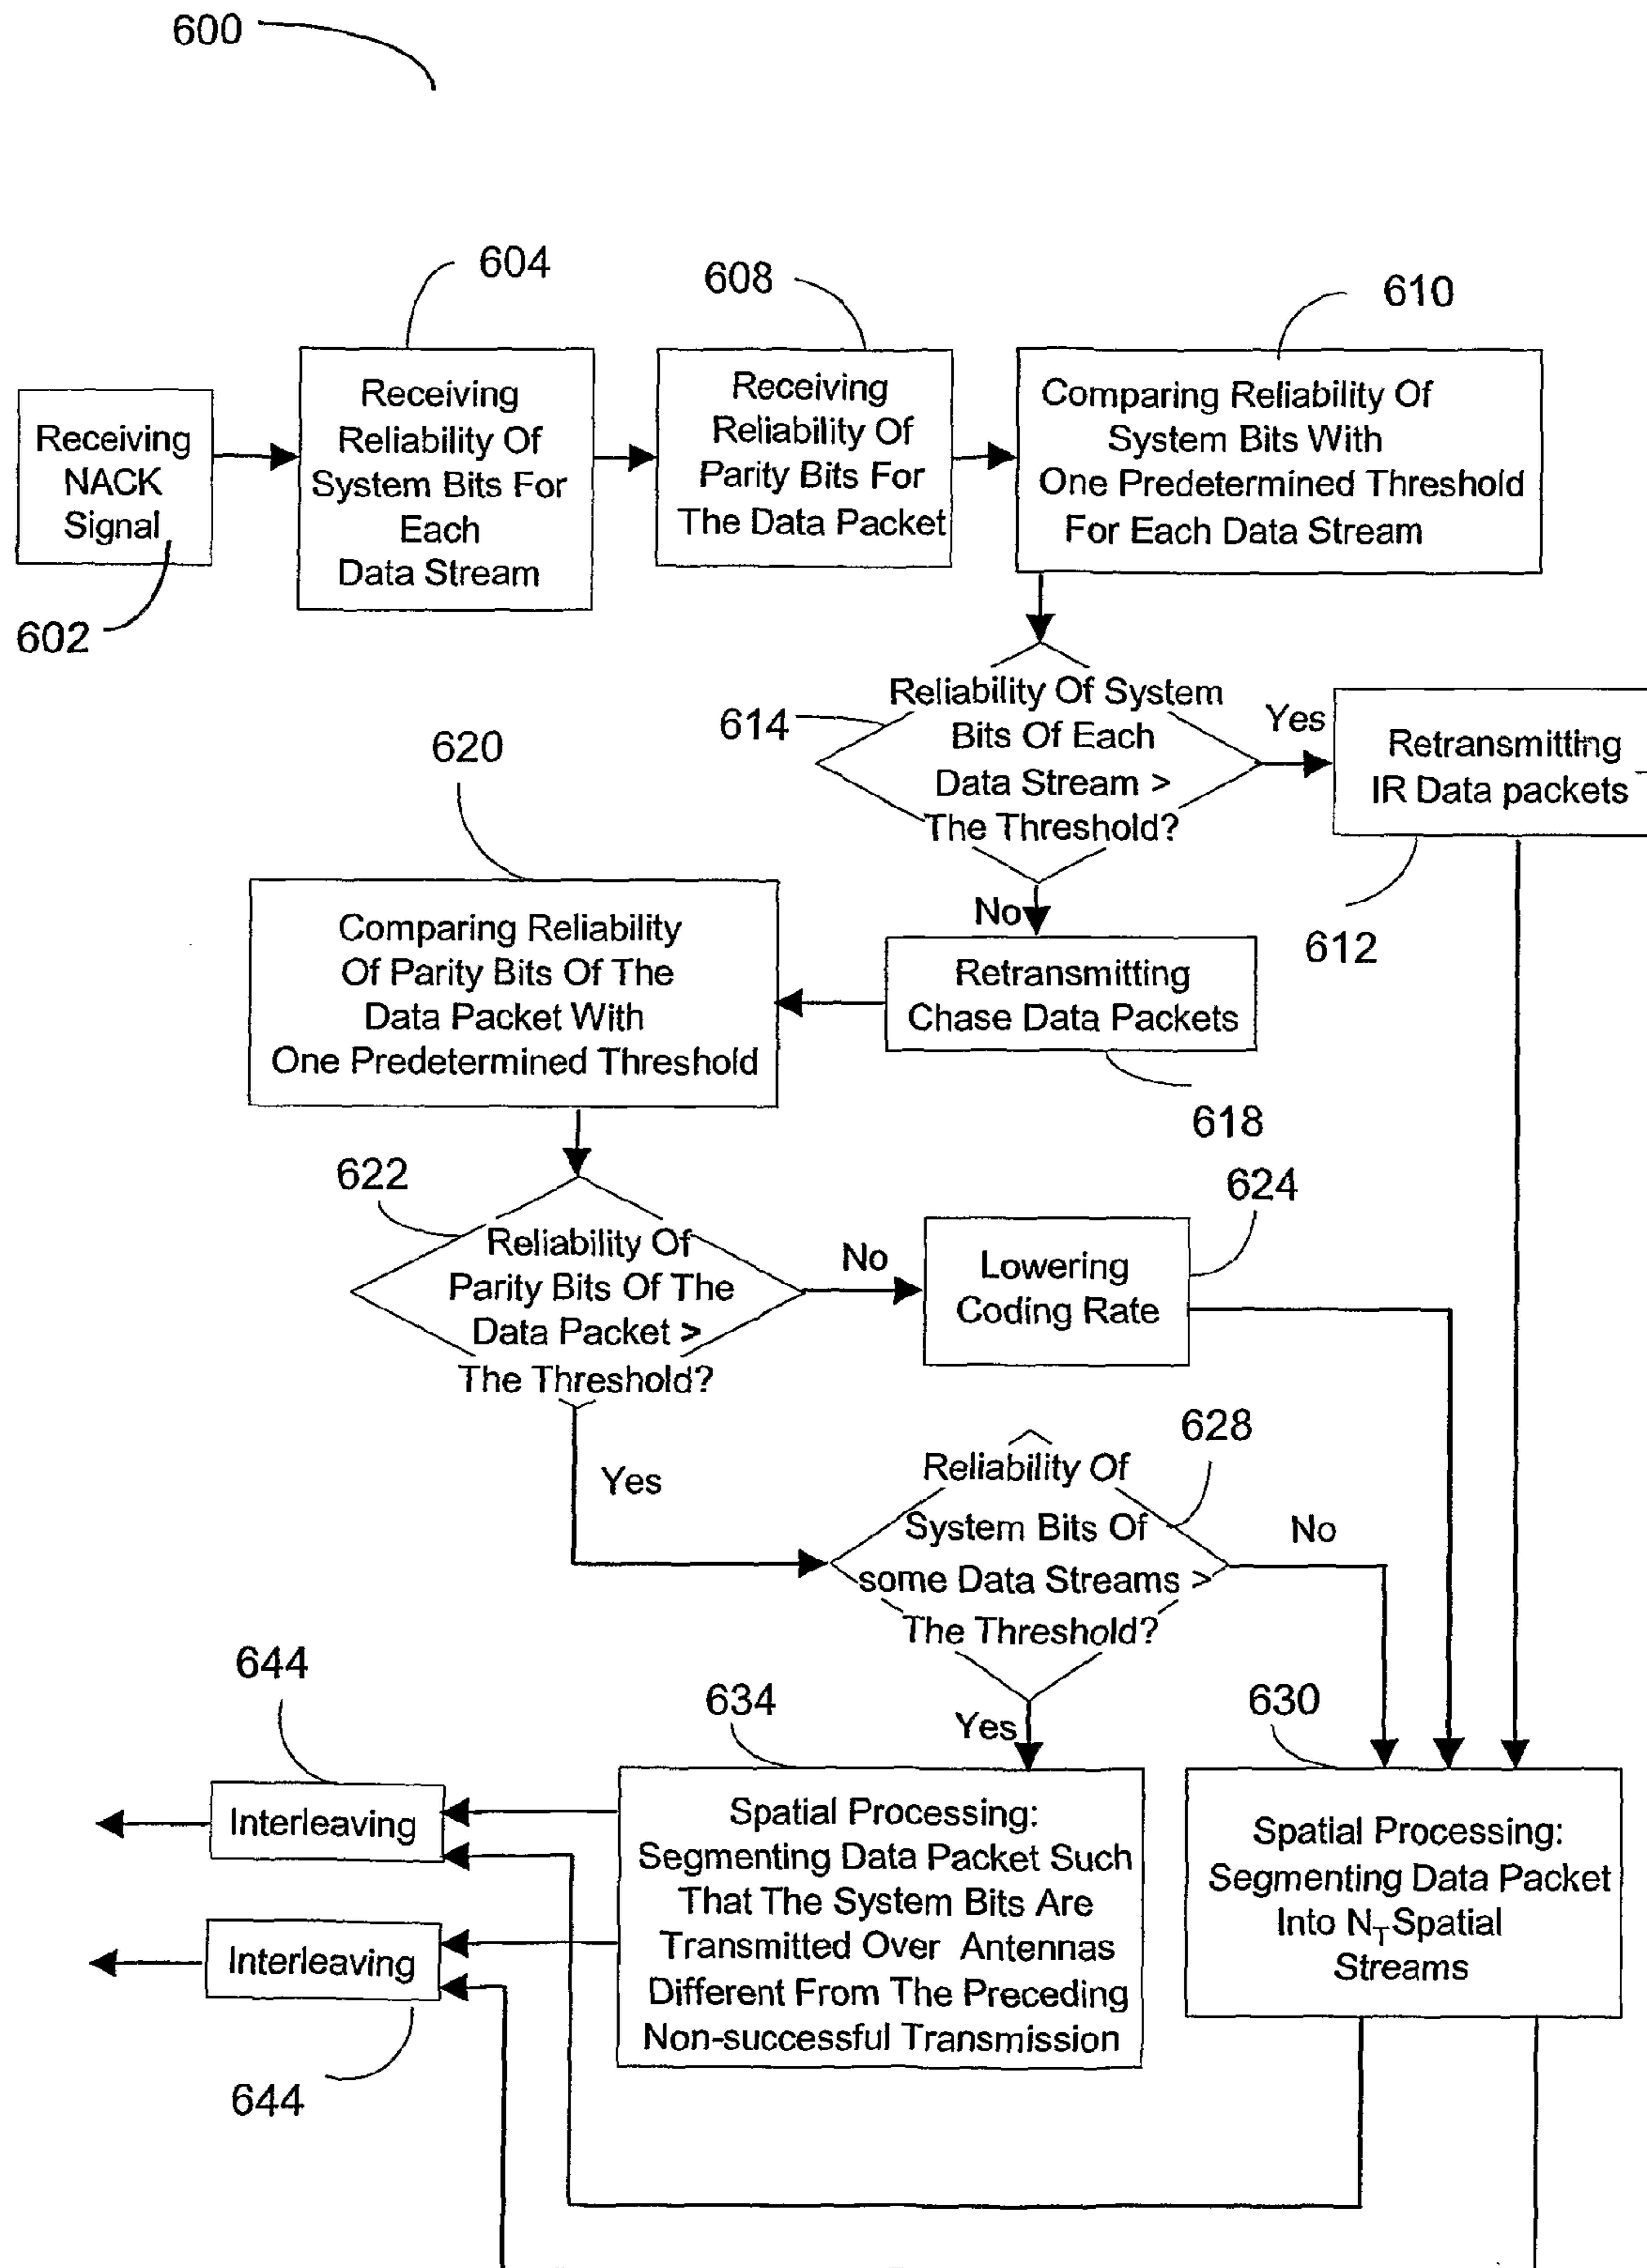 600
604
608
610
Receiving
NACK
Signal
602
Receiving
Reliability Of
System Bits For
Each
Data Stream
Receiving
Reliability Of
Parity Bits For
The Data Packet
Comparing Reliability Of
System Bits With
One Predetermined Threshold
For Each Data Stream
614
Reliability Of System
Bits Of Each
Data Stream >
The Threshold?
Yes
Retransmitting
IR Data packets
612
No
Retransmitting
Chase Data Packets
618
620
Comparing Reliability
Of Parity Bits Of The
Data Packet With
One Predetermined Threshold
622
Reliability Of
Parity Bits Of The
Data Packet >
The Threshold?
No
624
Lowering
Coding Rate
Yes
628
Reliability Of
System Bits Of
some Data Streams >
The Threshold?
No
Yes
644
634
630
Interleaving
Interleaving
644
Spatial Processing:
Segmenting Data Packet Such
That The System Bits Are
Transmitted Over Antennas
Different From The Preceding
Non-successful Transmission
Spatial Processing:
Segmenting Data Packet
Into N_T Spatial
Streams